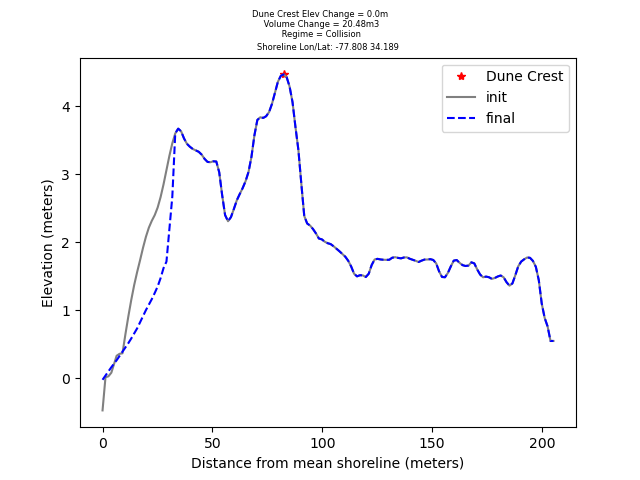 Dune Crest Elev Change = 0.0m
Volume Change = 20.48m3
Regime = Collision
Shoreline Lon/Lat: -77.808 34.189
Dune Crest
init
final
4
3
2
1
0
Elevation (meters)
0 50 100 150 200
Distance from mean shoreline (meters)